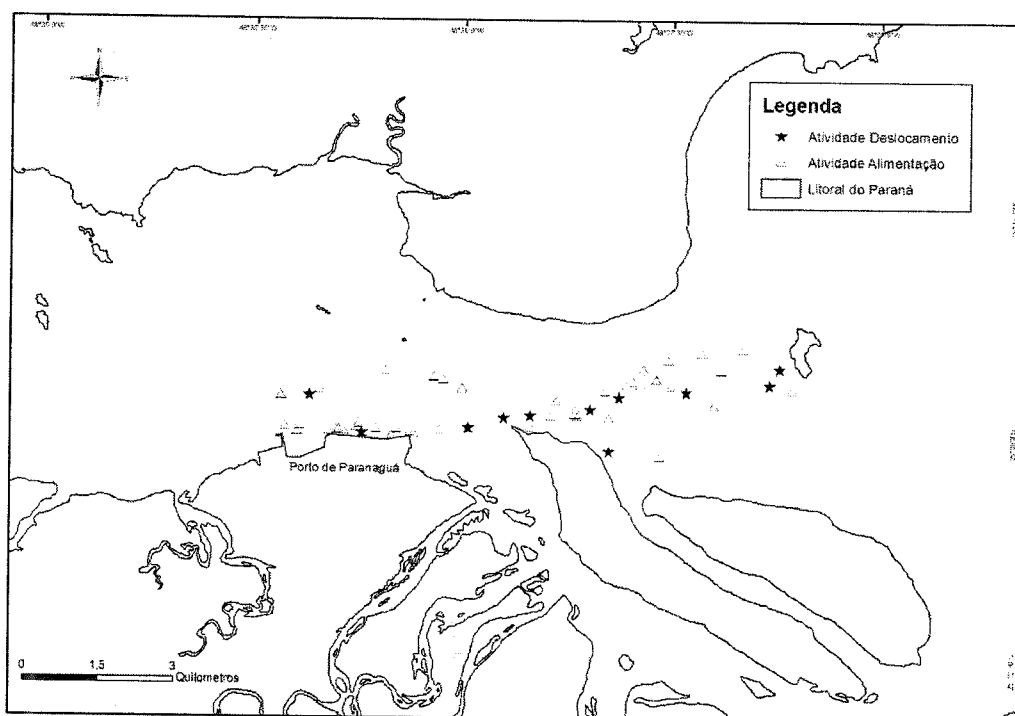 N
Legenda
Atividade Deslocamento
Atividade Alimentação
Litoral do Paraná
Porto de Paranaguá
0 1,5 3
Quilometros